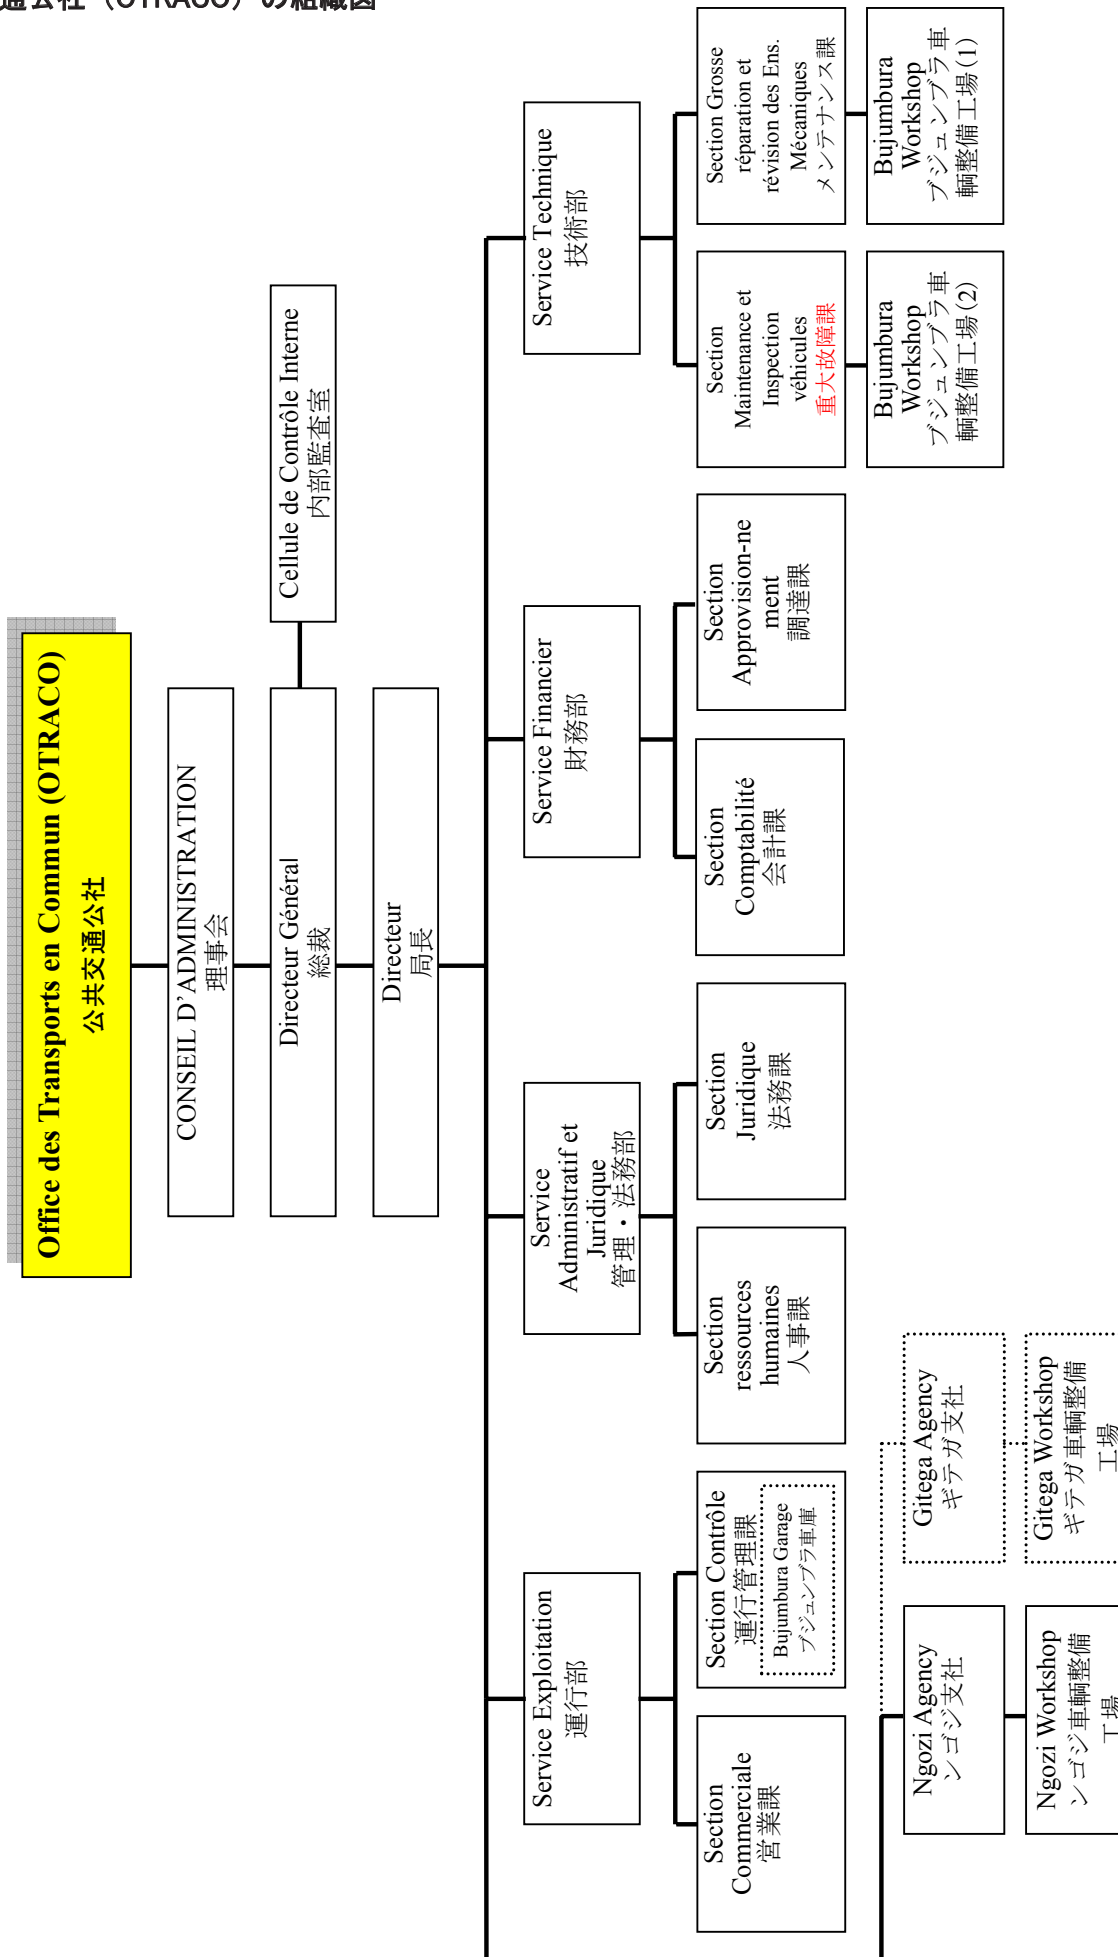 通公社（OTRACO）の組織図
Office des Transports en Commun (OTRACO)
公共交通公社
CONSEIL D'ADMINISTRATION
理事会
Directeur Général
総裁
Cellule de Contrôle Interne
内部監査室
Directeur
局長
Service Exploitation
運行部
Service
Administratif et
Juridique
管理・法務部
Service Financier
財務部
Service Technique
技術部
Section
Commerciale
営業課
Section Contrôle
運行管理課
Bujumbura Garage
ブジュンブラ車庫
Section
ressources
humaines
人事課
Section
Juridique
法務課
Section
Comptabilité
会計課
Section
Approvision-ne
ment
調達課
Section
Maintenance et
Inspection
véhicules
重大故障課
Section Grosse
réparation et
révision des Ens.
Mécaniques
メンテナンス課
Bujumbura
Workshop
ブジュンブラ車
輌整備工場(2)
Bujumbura
Workshop
ブジュンブラ車
輌整備工場(1)
Ngozi Agency
ンゴジ支社
Gitega Agency
ギテガ支社
Ngozi Workshop
ンゴジ車輌整備
工場
Gitega Workshop
ギテガ車輌整備
工場